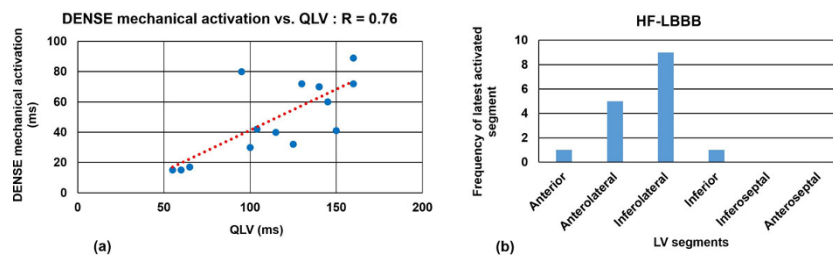 DENSE mechanical activation vs. QLV : R = 0.76
DENSE mechanical activation
(ms)
100
80
60
40
20
0
0 50 100 150 200
QLV (ms)
(a)
HF-LBBB
Frequency of latest activated
segment
10
8
6
4
2
0
Anterior
Anterolateral
Inferolateral
Inferior
Inferoseptal
Anteroseptal
LV segments
(b)